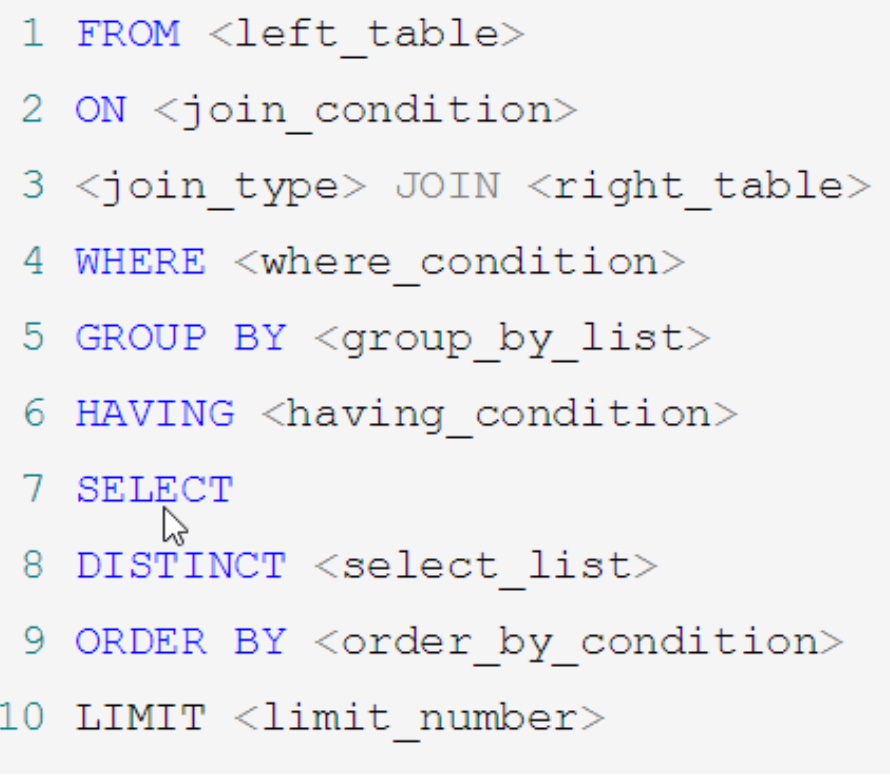 1 FROM <left_table>
2 ON <join_condition>
3 <join_type> JOIN <right_table>
4 WHERE <where_condition>
5 GROUP BY <group_by_list>
6 HAVING <having_condition>
7 SELECT
8 DISTINCT <select_list>
9 ORDER BY <order_by_condition>
10 LIMIT <limit_number>